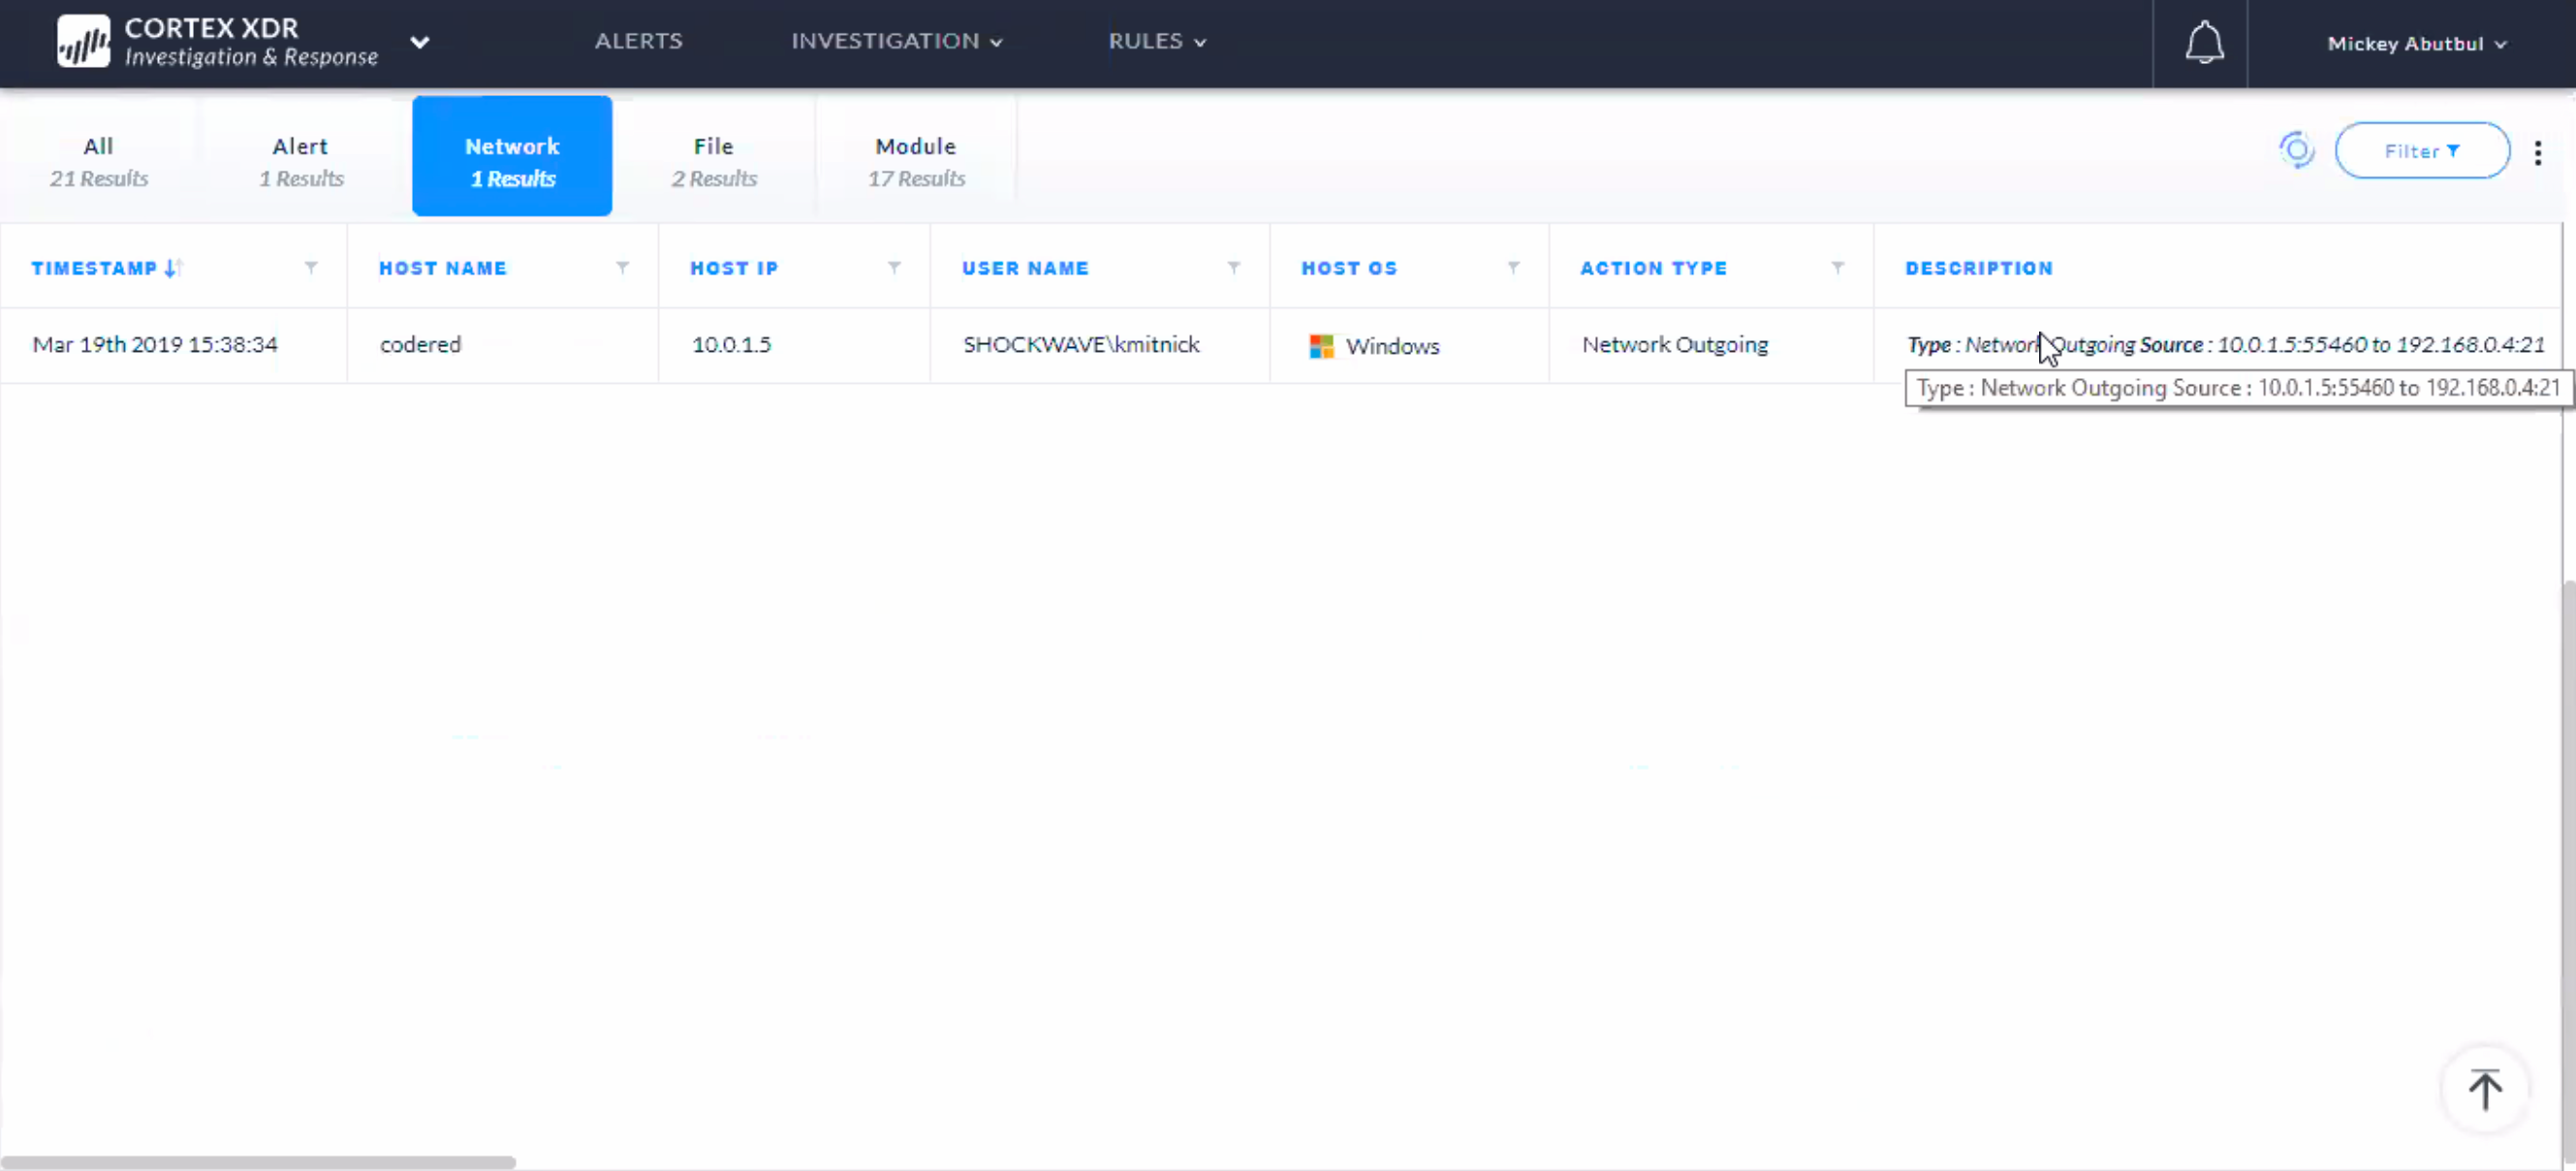 CORTEX XDR
Investigation & Response
ALERTS
INVESTIGATION
RULES
Mickey Abutbul
All
21 Results
Alert
1 Results
Network
1 Results
File
2 Results
Module
17 Results
Filter
TIMESTAMP HOST NAME HOST IP USER NAME HOST OS ACTION TYPE DESCRIPTION
Mar 19th 2019 15:38:34 codered 10.0.1.5 SHOCKWAVE\kmitnick Windows Network Outgoing Type : Network Outgoing Source : 10.0.1.5:55460 to 192.168.0.4:21
Type : Network Outgoing Source : 10.0.1.5:55460 to 192.168.0.4:21